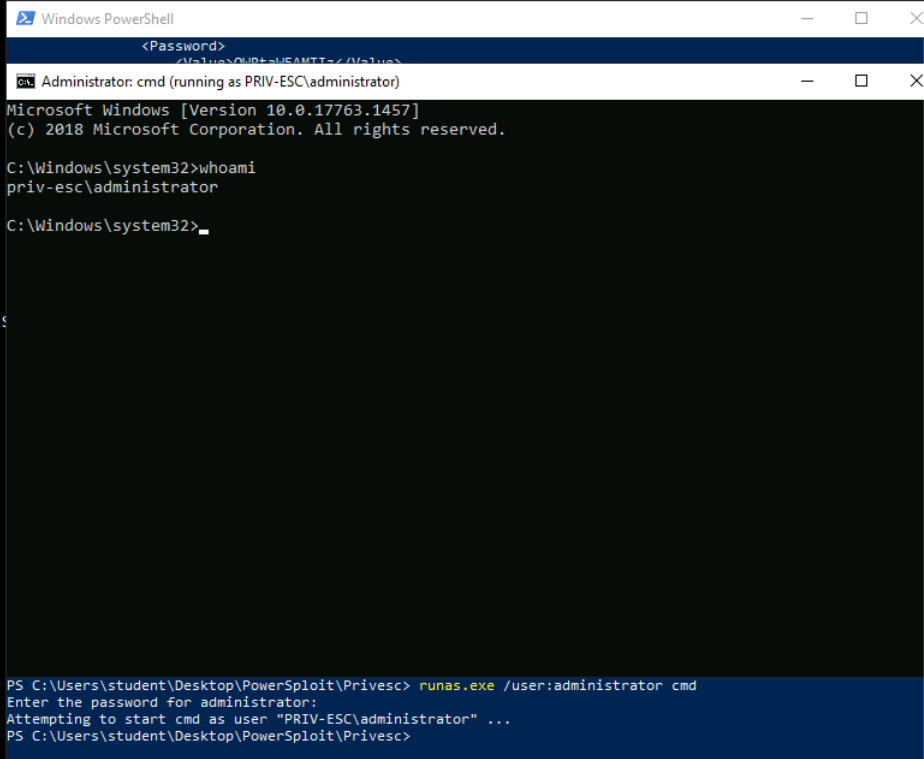 Windows PowerShell
<Password>
Administrator: cmd (running as PRIV-ESC\administrator)
Microsoft Windows [Version 10.0.17763.1457]
(c) 2018 Microsoft Corporation. All rights reserved.
C:\Windows\system32>whoami
priv-esc\administrator
C:\Windows\system32>
PS C:\Users\student\Desktop\PowerSploit\Privesc> runas.exe /user:administrator cmd
Enter the password for administrator:
Attempting to start cmd as user "PRIV-ESC\administrator" ...
PS C:\Users\student\Desktop\PowerSploit\Privesc>